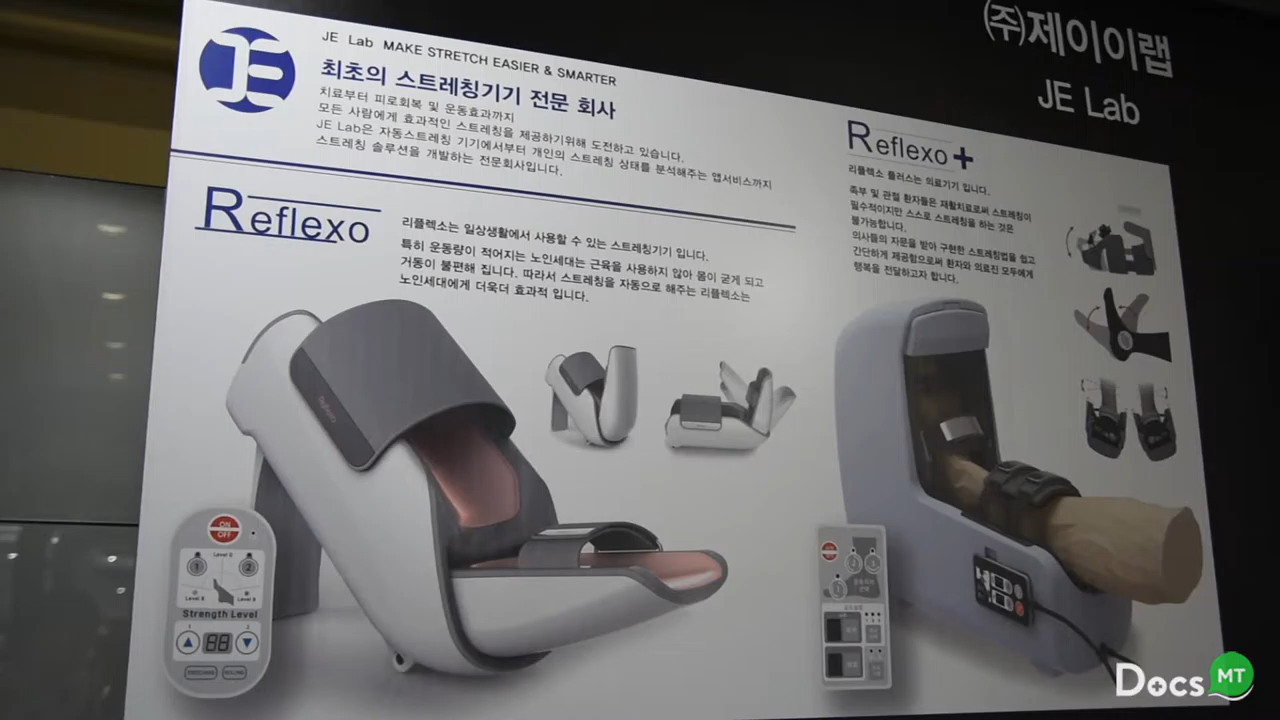 (주)제이이랩
JE Lab
JE
JE Lab MAKE STRETCH EASIER & SMARTER
최초의 스트레칭기기 전문 회사
치료부터 피로회복 및 운동효과까지
모든 사람에게 효과적인 스트레칭을 제공하기위해 도전하고 있습니다.
JE Lab은 자동스트레칭 기기에서부터 개인의 스트레칭 상태를 분석해주는 앱서비스까지
스트레칭 솔루션을 개발하는 전문회사입니다.
Reflexo
리플렉소는 일상생활에서 사용할 수 있는 스트레칭기기 입니다.
특히 운동량이 적어지는 노인세대는 근육을 사용하지 않아 몸이 굳게 되고
거동이 불편해 집니다. 따라서 스트레칭을 자동으로 해주는 리플렉소는
노인세대에게 더욱더 효과적 입니다.
Reflexo+
리플렉소 플러스는 의료기기 입니다.
족부 및 관절 환자들은 재활치료로써 스트레칭이
필수적이지만 스스로 스트레칭을 하는 것은
불가능합니다.
의사들의 자문을 받아 구현한 스트레칭법을 쉽고
간단하게 제공함으로써 환자와 의료진 모두에게
행복을 전달하고자 합니다.
Reflexo
ON
OFF
Level 0
1 2
Strength Level
1 2
88
DocsMT